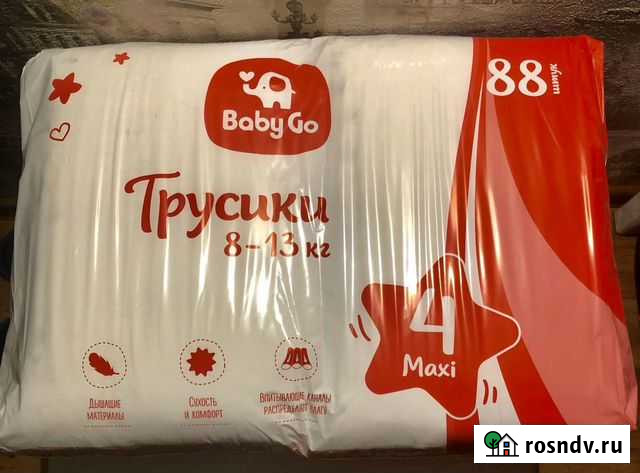 88 штук
Baby Go
Трусики
8-13 кг
4
Maxi
Дышащие
материалы
Сухость
и комфорт
Впитывающие каналы
распределяют влагу
rosndv.ru